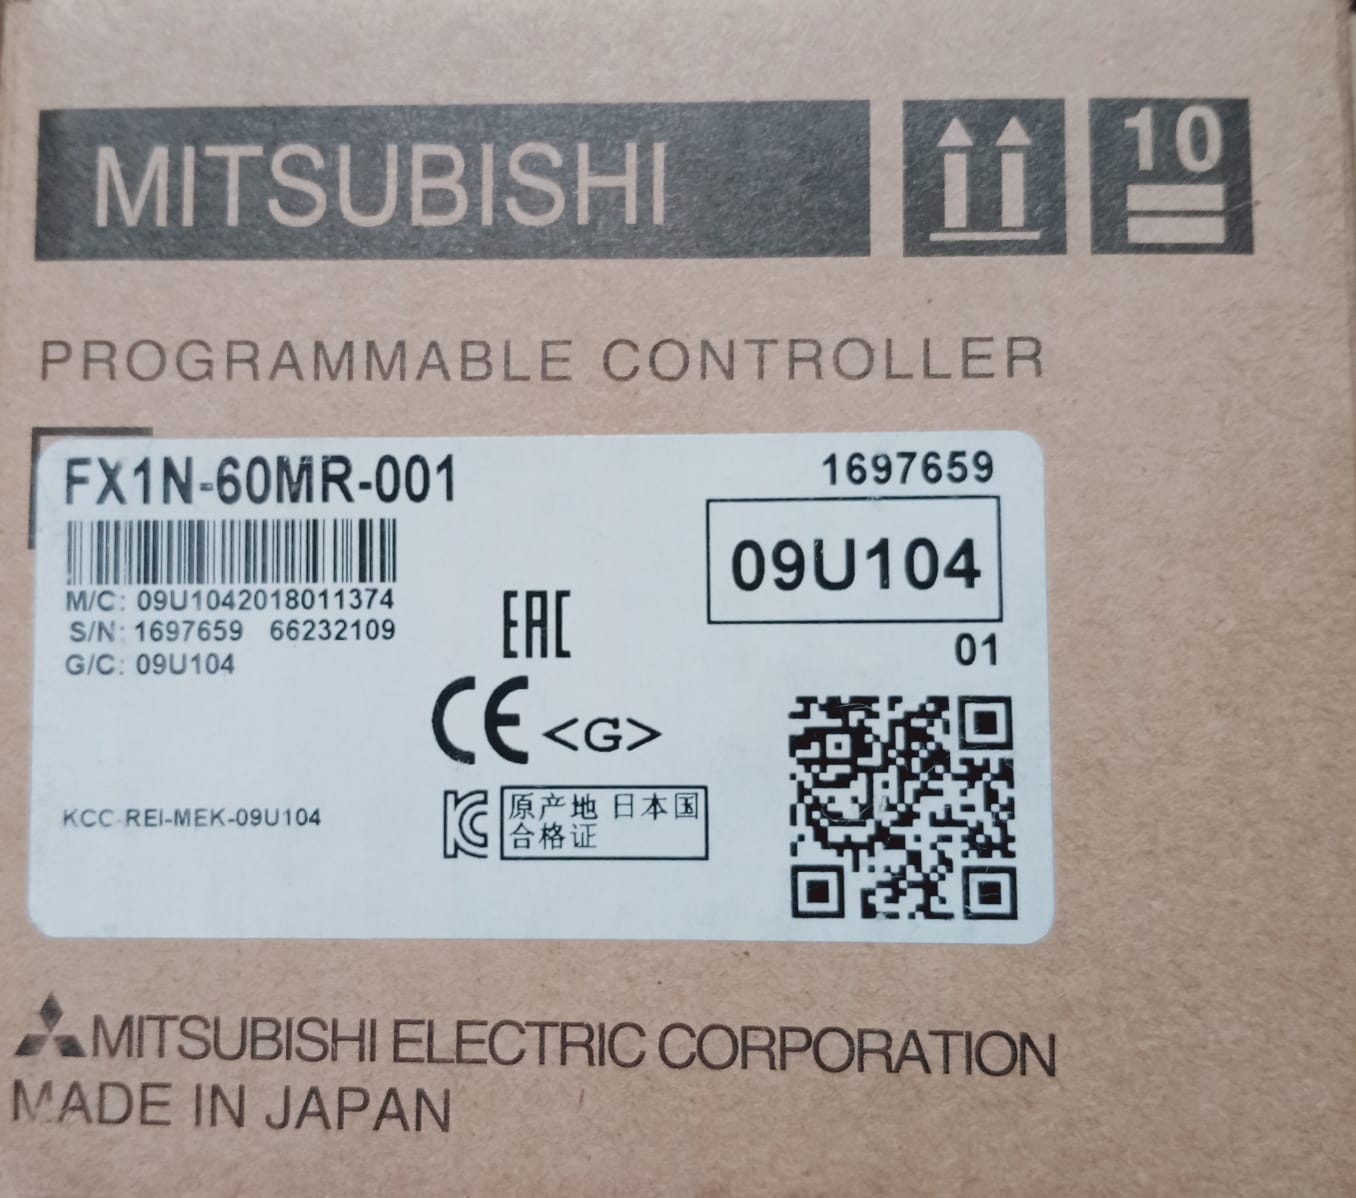 MITSUBISHI
10
PROGRAMMABLE CONTROLLER
FX1N-60MR-001
1697659
09U104
M/C: 09U1042018011374
S/N: 1697659 66232109
G/C: 09U104
01
EAC
CE <G>
KCC-REI-MEK-09U104
KC
原产地 日本国
合格证
MITSUBISHI ELECTRIC CORPORATION
MADE IN JAPAN